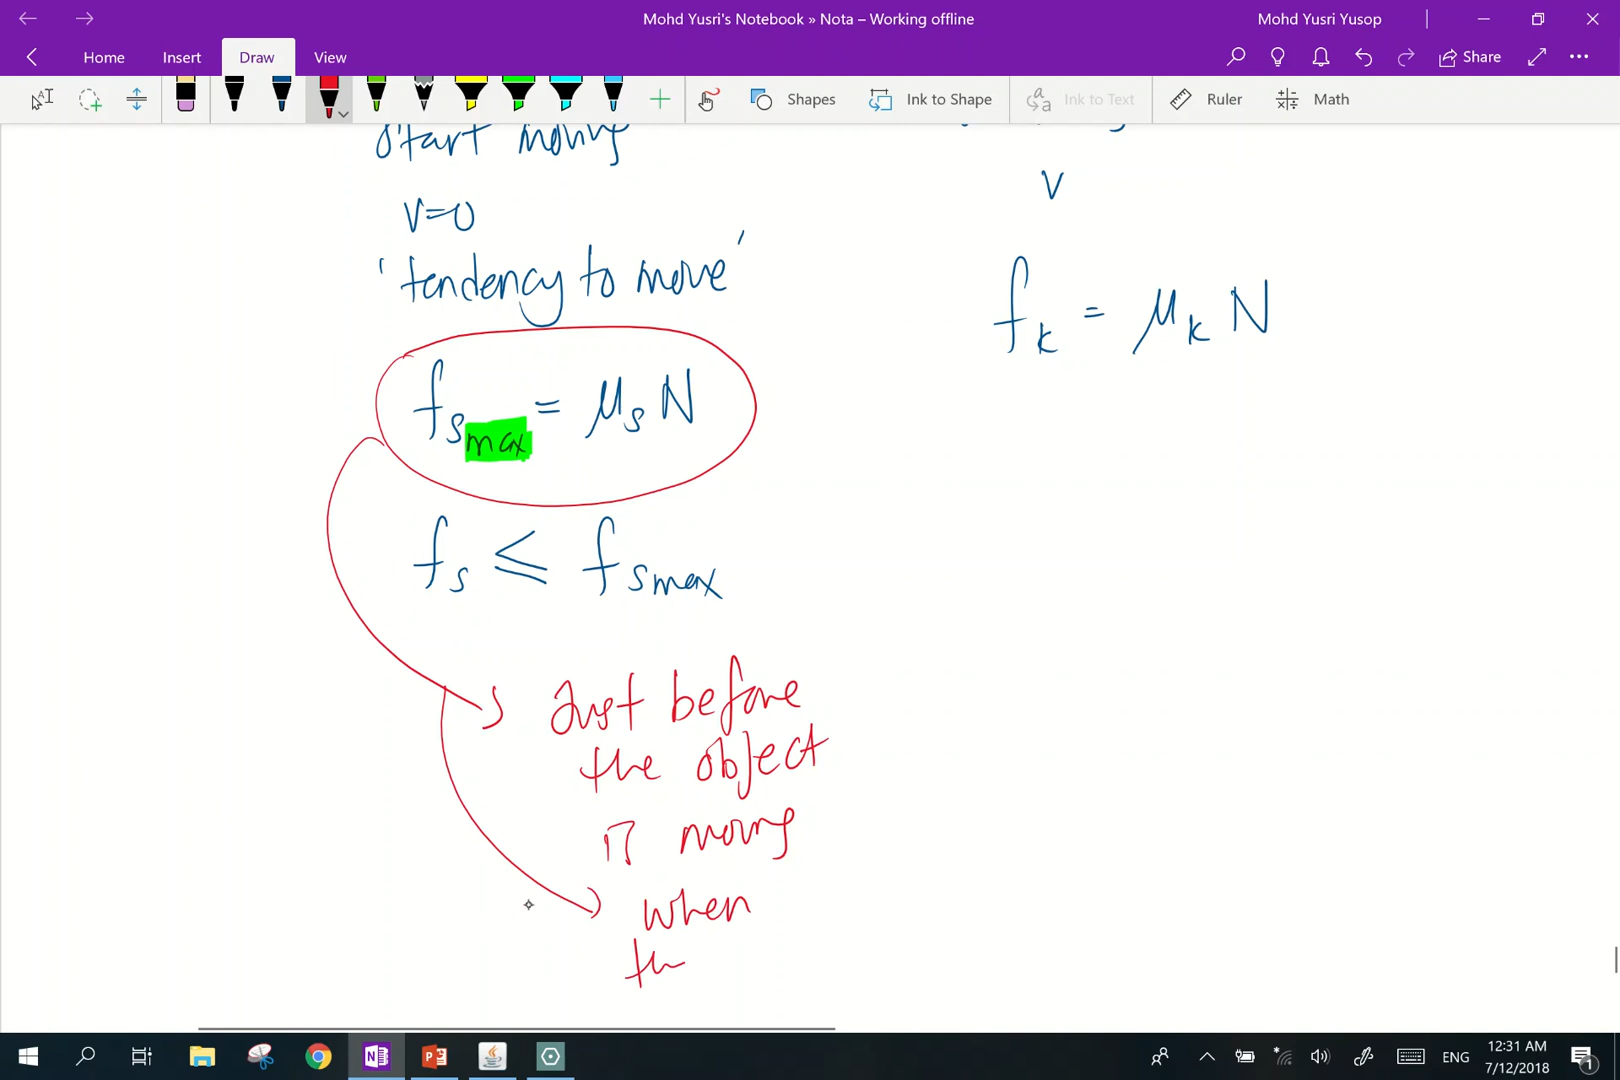 Mohd Yusri's Notebook » Nota – Working offline
Mohd Yusri Yusop
Home Insert Draw View
Share
Shapes
Ink to Shape
Ink to Text
Ruler
Math
start moving
v=0
'tendency to move'
fsmax = μs N
fs ≤ fsmax
Just before
the object
is moving
when
th
v
fk = μk N
ENG
12:31 AM
7/12/2018
1